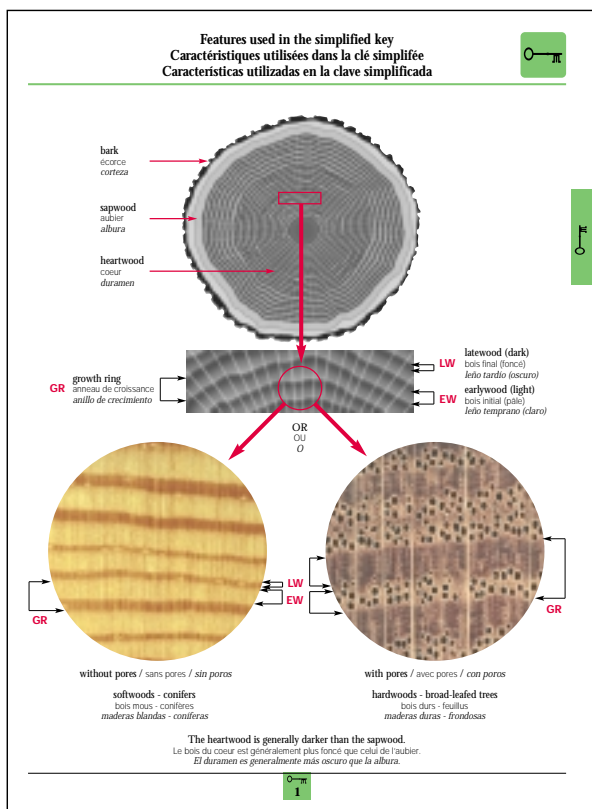 Features used in the simplified key
Caractéristiques utilisées dans la clé simplifée
Características utilizadas en la clave simplificada
bark
écorce
corteza
sapwood
aubier
albura
heartwood
coeur
duramen
GR
growth ring
anneau de croissance
anillo de crecimiento
LW
latewood (dark)
bois final (foncé)
leño tardio (oscuro)
EW
earlywood (light)
bois initial (pâle)
leño temprano (claro)
OR
OU
O
GR
LW
EW
GR
without pores / sans pores / sin poros
softwoods - conifers
bois mous - conifères
maderas blandas - coniferas
with pores / avec pores / con poros
hardwoods - broad-leafed trees
bois durs - feuillus
maderas duras - frondosas
The heartwood is generally darker than the sapwood.
Le bois du coeur est généralement plus foncé que celui de l'aubier.
El duramen es generalmente más oscuro que la albura.
1